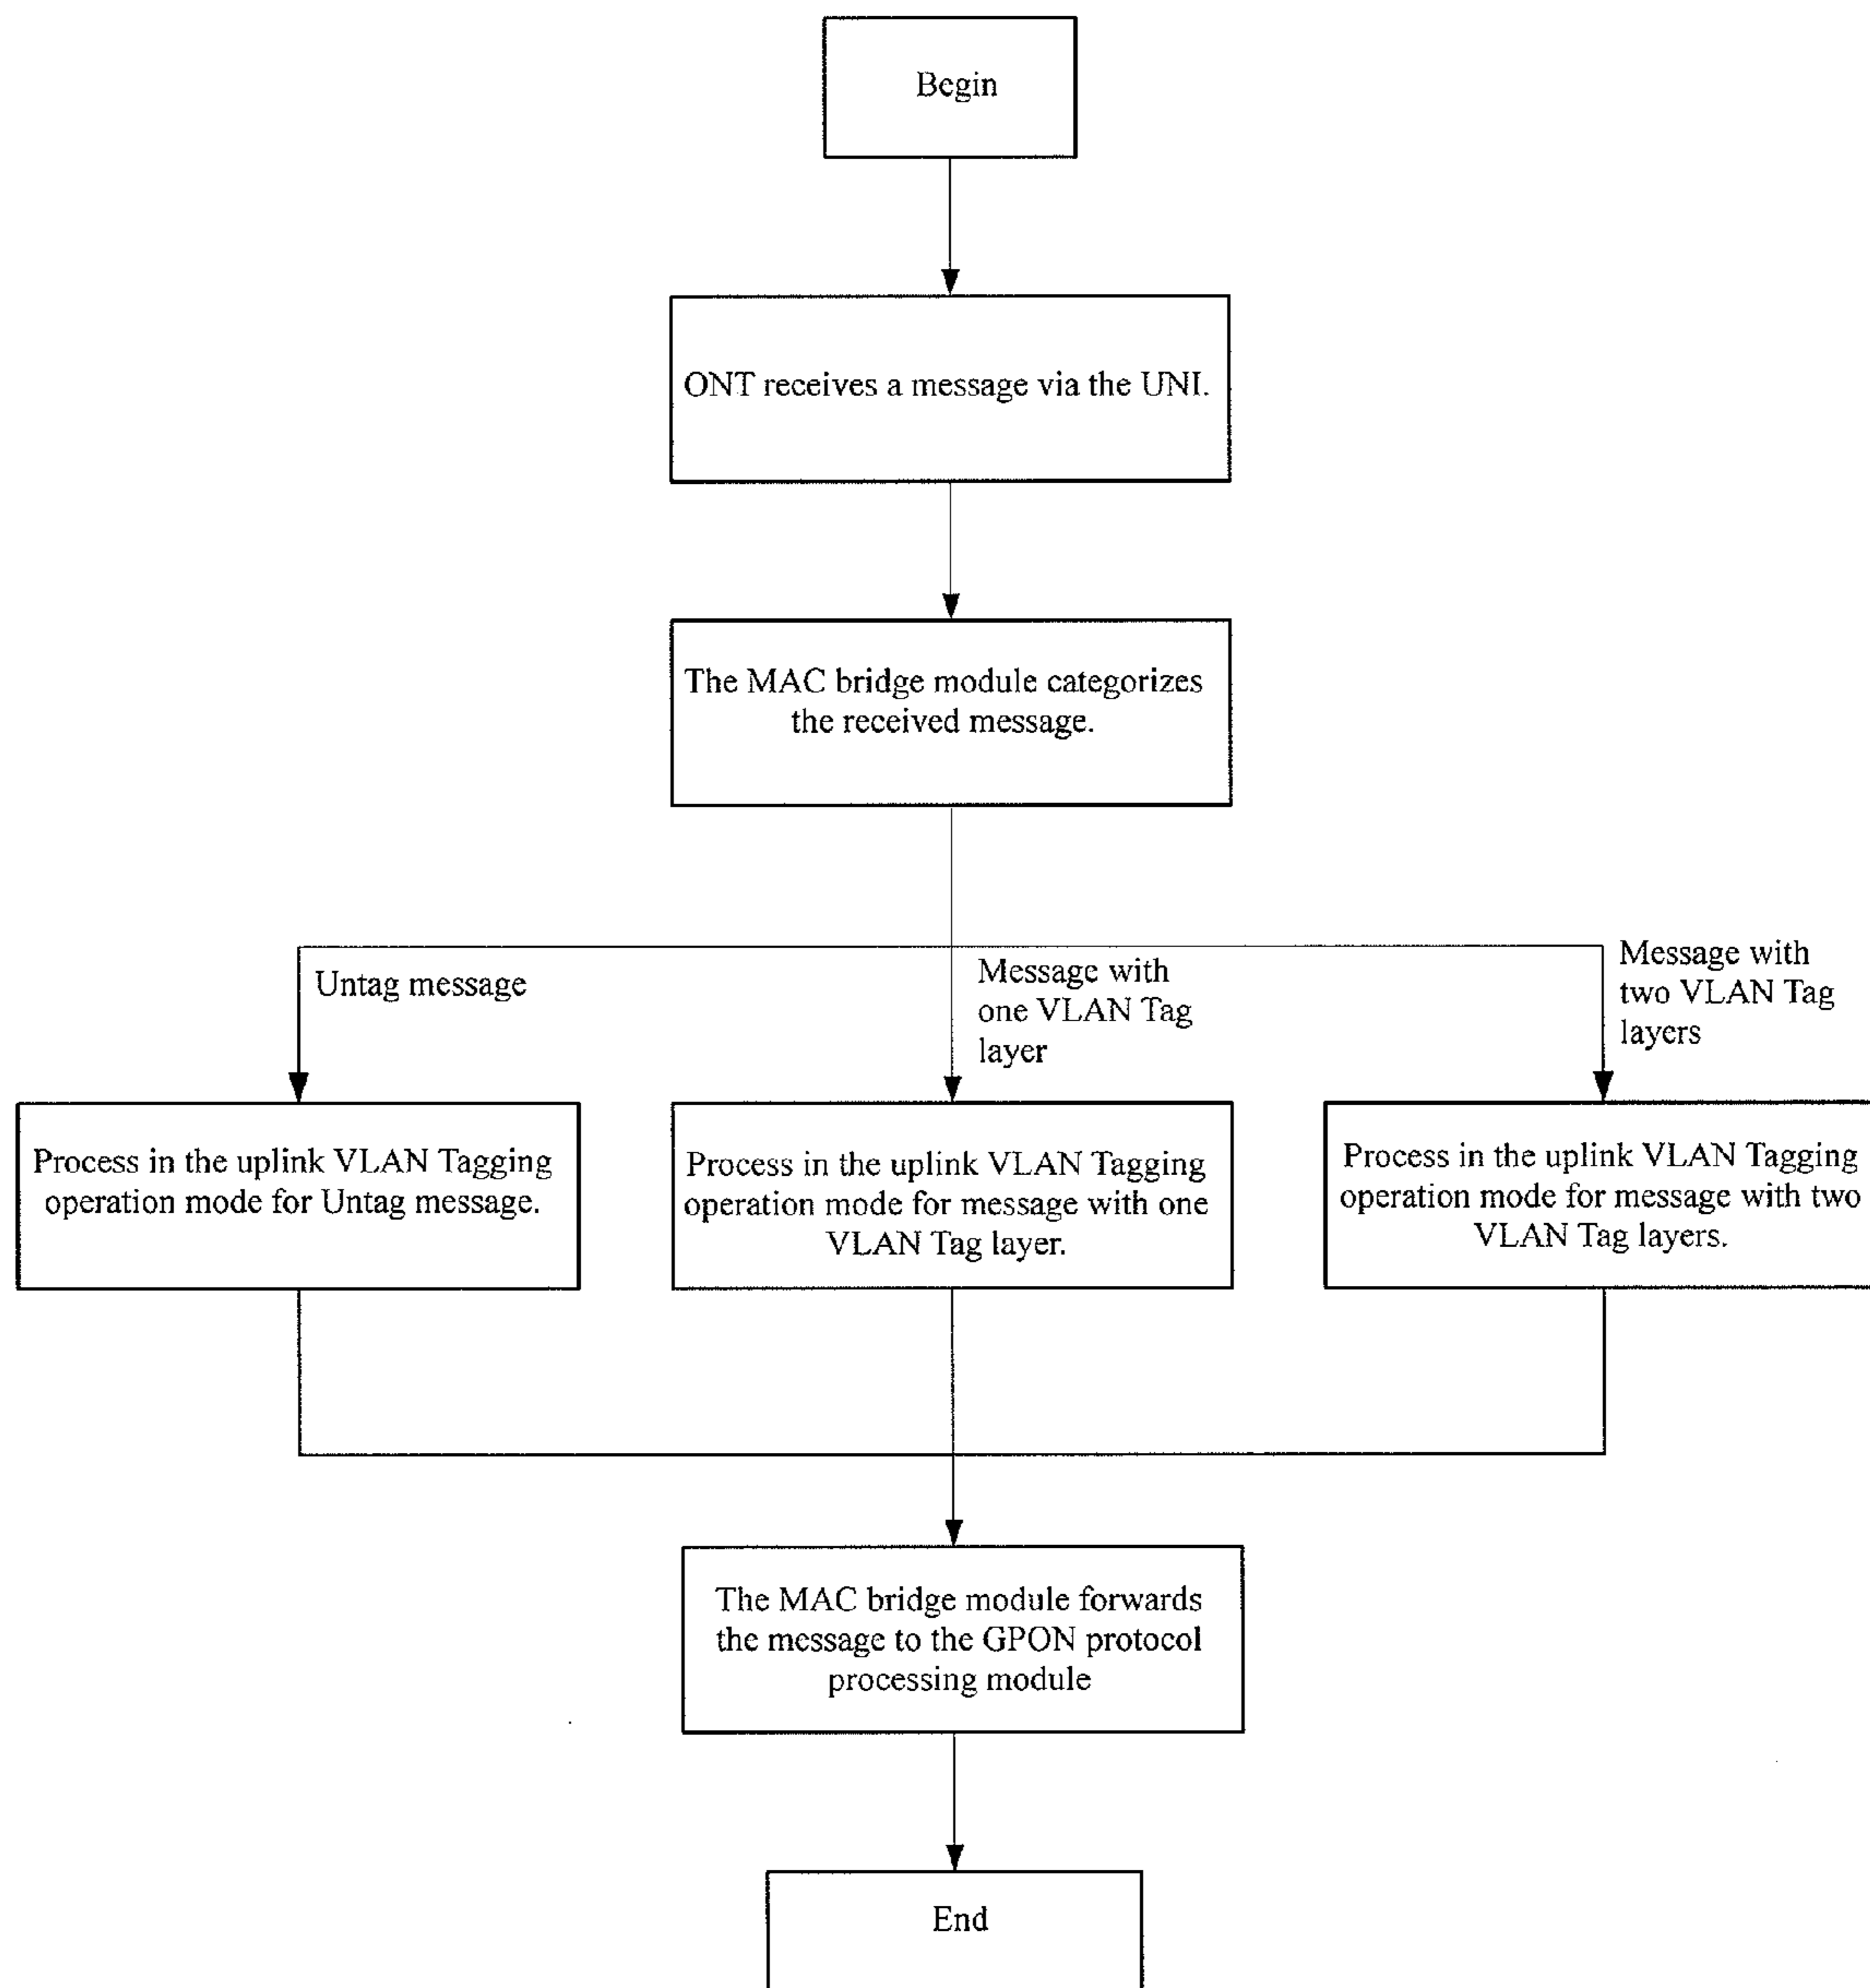 Begin
ONT receives a message via the UNI.
The MAC bridge module categorizes
the received message.
Untag message
Message with
one VLAN Tag
layer
Message with
two VLAN Tag
layers
Process in the uplink VLAN Tagging
operation mode for Untag message.
Process in the uplink VLAN Tagging
operation mode for message with one
VLAN Tag layer.
Process in the uplink VLAN Tagging
operation mode for message with two
VLAN Tag layers.
The MAC bridge module forwards
the message to the GPON protocol
processing module
End